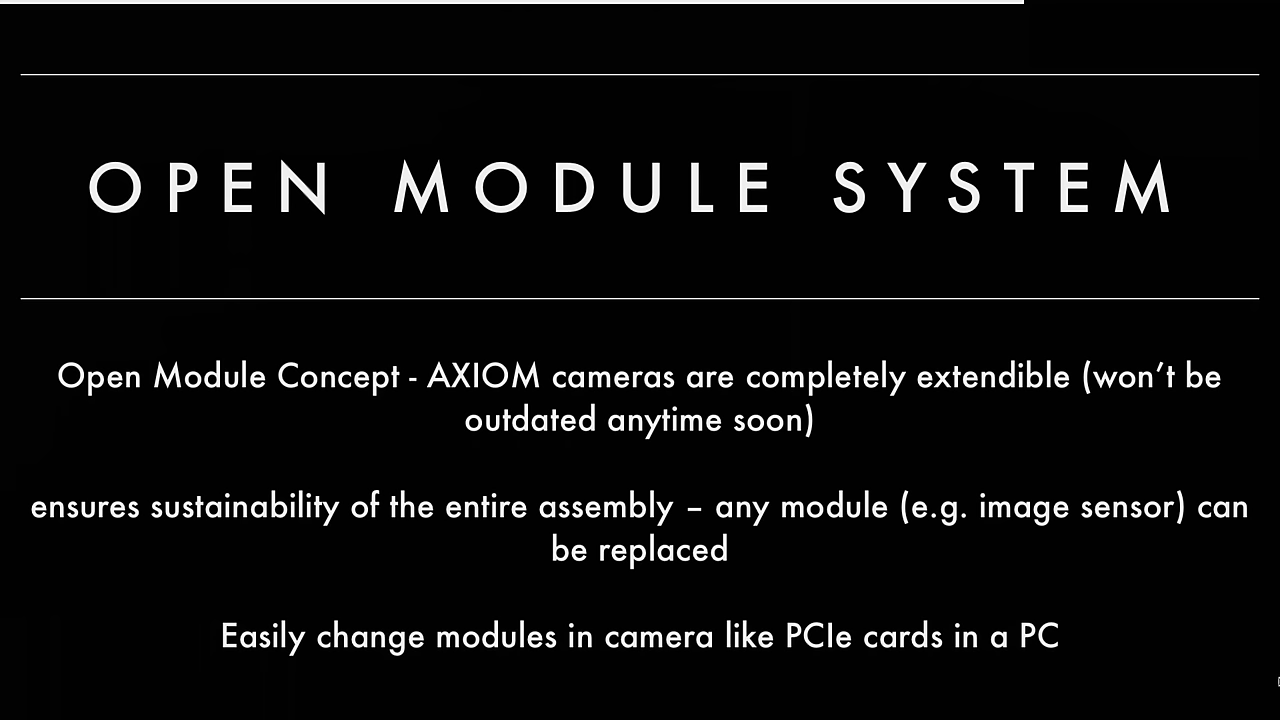 OPEN MODULE SYSTEM
Open Module Concept - AXIOM cameras are completely extendible (won’t be
outdated anytime soon)
ensures sustainability of the entire assembly – any module (e.g. image sensor) can
be replaced
Easily change modules in camera like PCIe cards in a PC